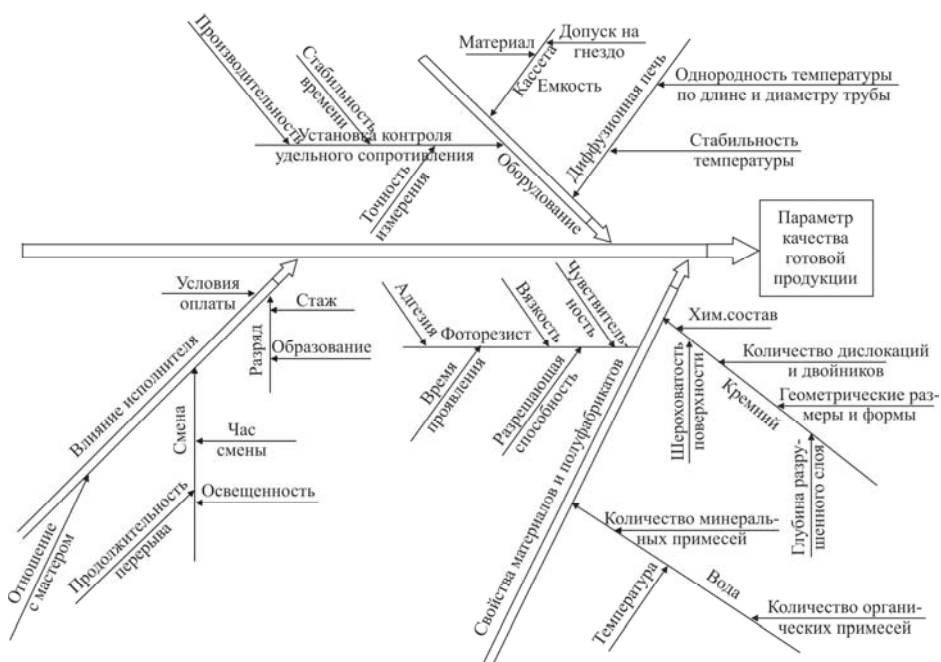 Производительность
Стабильность
времени
Установка контроля
удельного сопротивления
Точность
измерения
Материал
Допуск на
гнездо
Кассета
Емкость
Оборудование
Диффузионная печь
Однородность температуры
по длине и диаметру трубы
Стабильность
температуры
Параметр
качества
готовой
продукции
Условия
оплаты
Стаж
Разряд
Образование
Влияние исполнителя
Смена
Час
смены
Освещенность
Продолжительность
перерыва
Отношение
с мастером
Адгезия
Фоторезист
Вязкость
Чувствитель-
ность
Время
проявления
Разрешающая
способность
Свойства материалов и полуфабрикатов
Хим.состав
Шероховатость
поверхности
Количество дислокаций
и двойников
Кремний
Геометрические раз-
меры и формы
Глубина разру-
шенного слоя
Количество минераль-
ных примесей
Температура
Вода
Количество органи-
ческих примесей